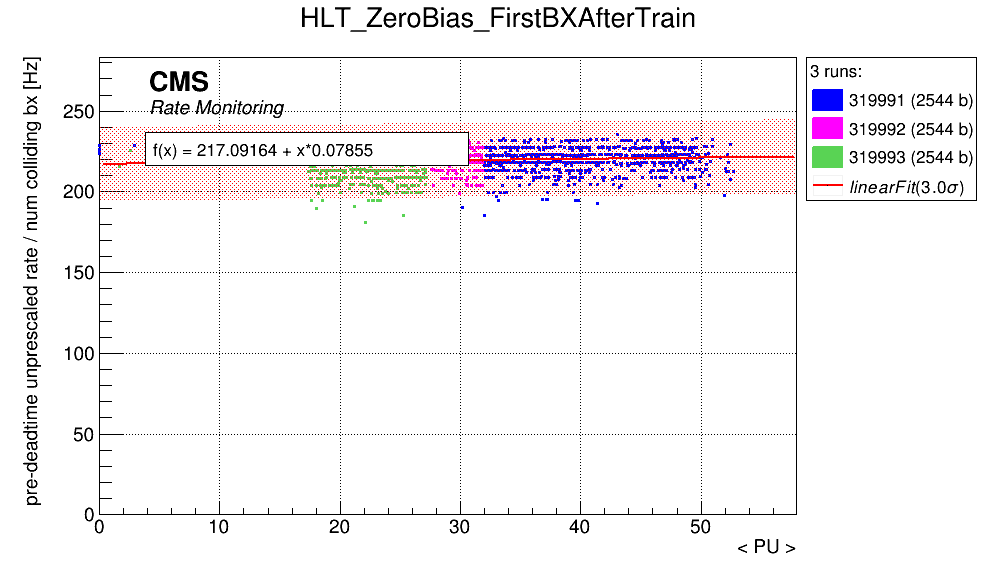 HLT_ZeroBias_FirstBXAfterTrain
pre-deadtime unprescaled rate / num colliding bx [Hz]
CMS
Rate Monitoring
f(x) = 217.09164 + x*0.07855
250
200
150
100
50
0
0 10 20 30 40 50
< PU >
3 runs:
319991 (2544 b)
319992 (2544 b)
319993 (2544 b)
linearFit(3.0σ)